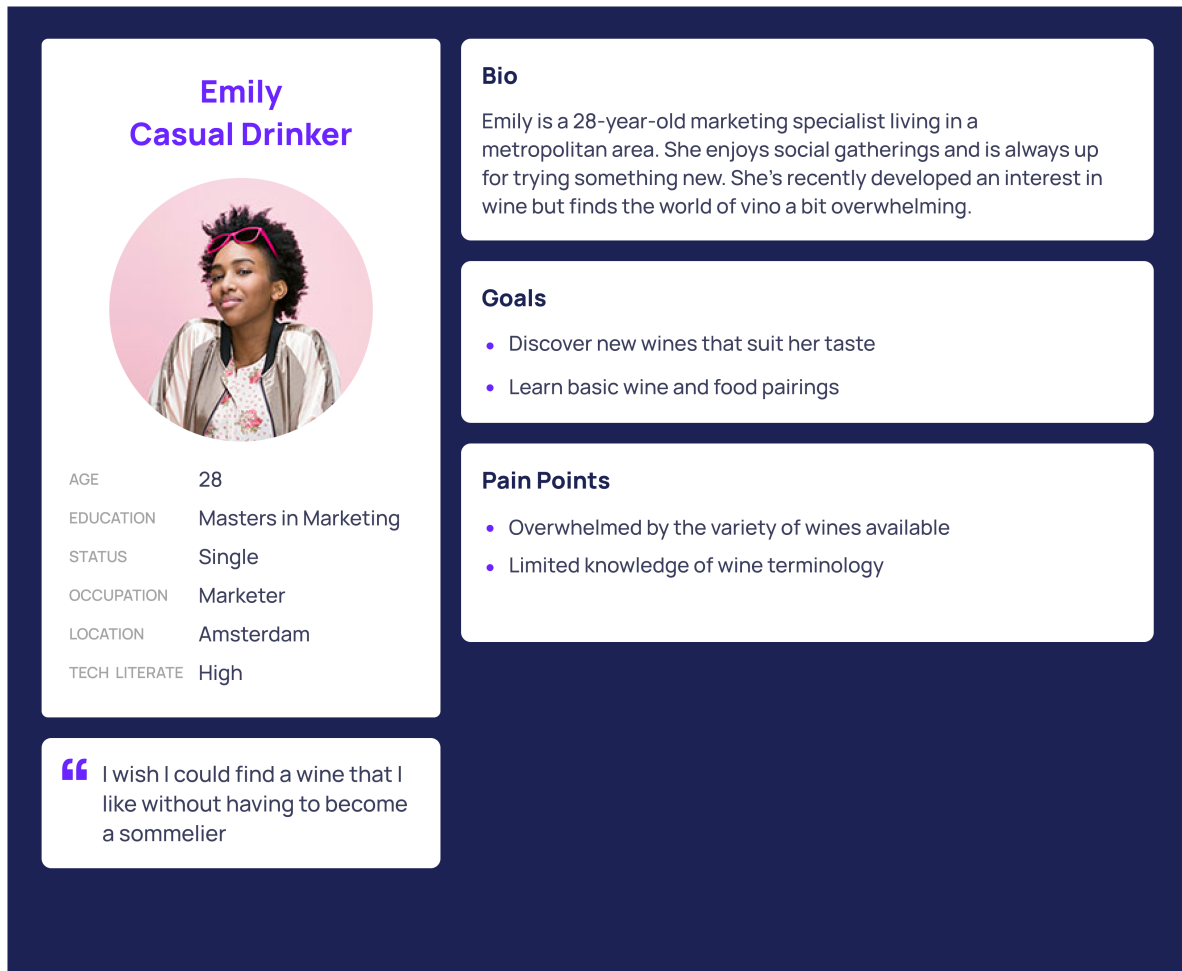 Emily
Casual Drinker
AGE 28
EDUCATION Masters in Marketing
STATUS Single
OCCUPATION Marketer
LOCATION Amsterdam
TECH LITERATE High
“ I wish I could find a wine that I
like without having to become
a sommelier
Bio
Emily is a 28-year-old marketing specialist living in a
metropolitan area. She enjoys social gatherings and is always up
for trying something new. She's recently developed an interest in
wine but finds the world of vino a bit overwhelming.
Goals
• Discover new wines that suit her taste
• Learn basic wine and food pairings
Pain Points
• Overwhelmed by the variety of wines available
• Limited knowledge of wine terminology